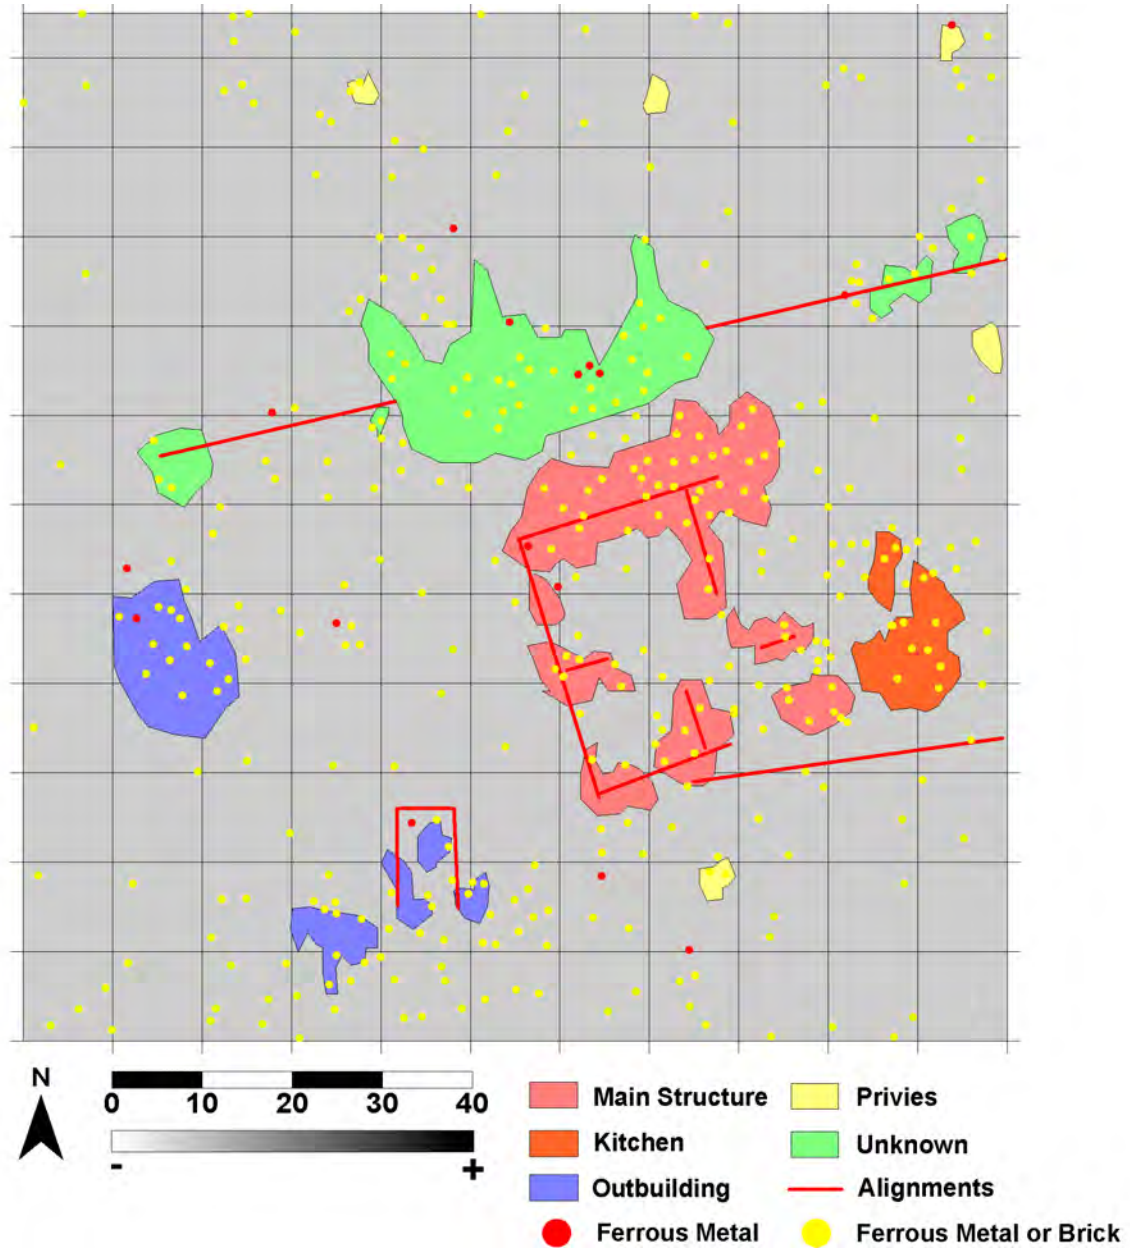 N
0 10 20 30 40
- +
Main Structure
Privies
Kitchen
Unknown
Outbuilding
Alignments
Ferrous Metal
Ferrous Metal or Brick